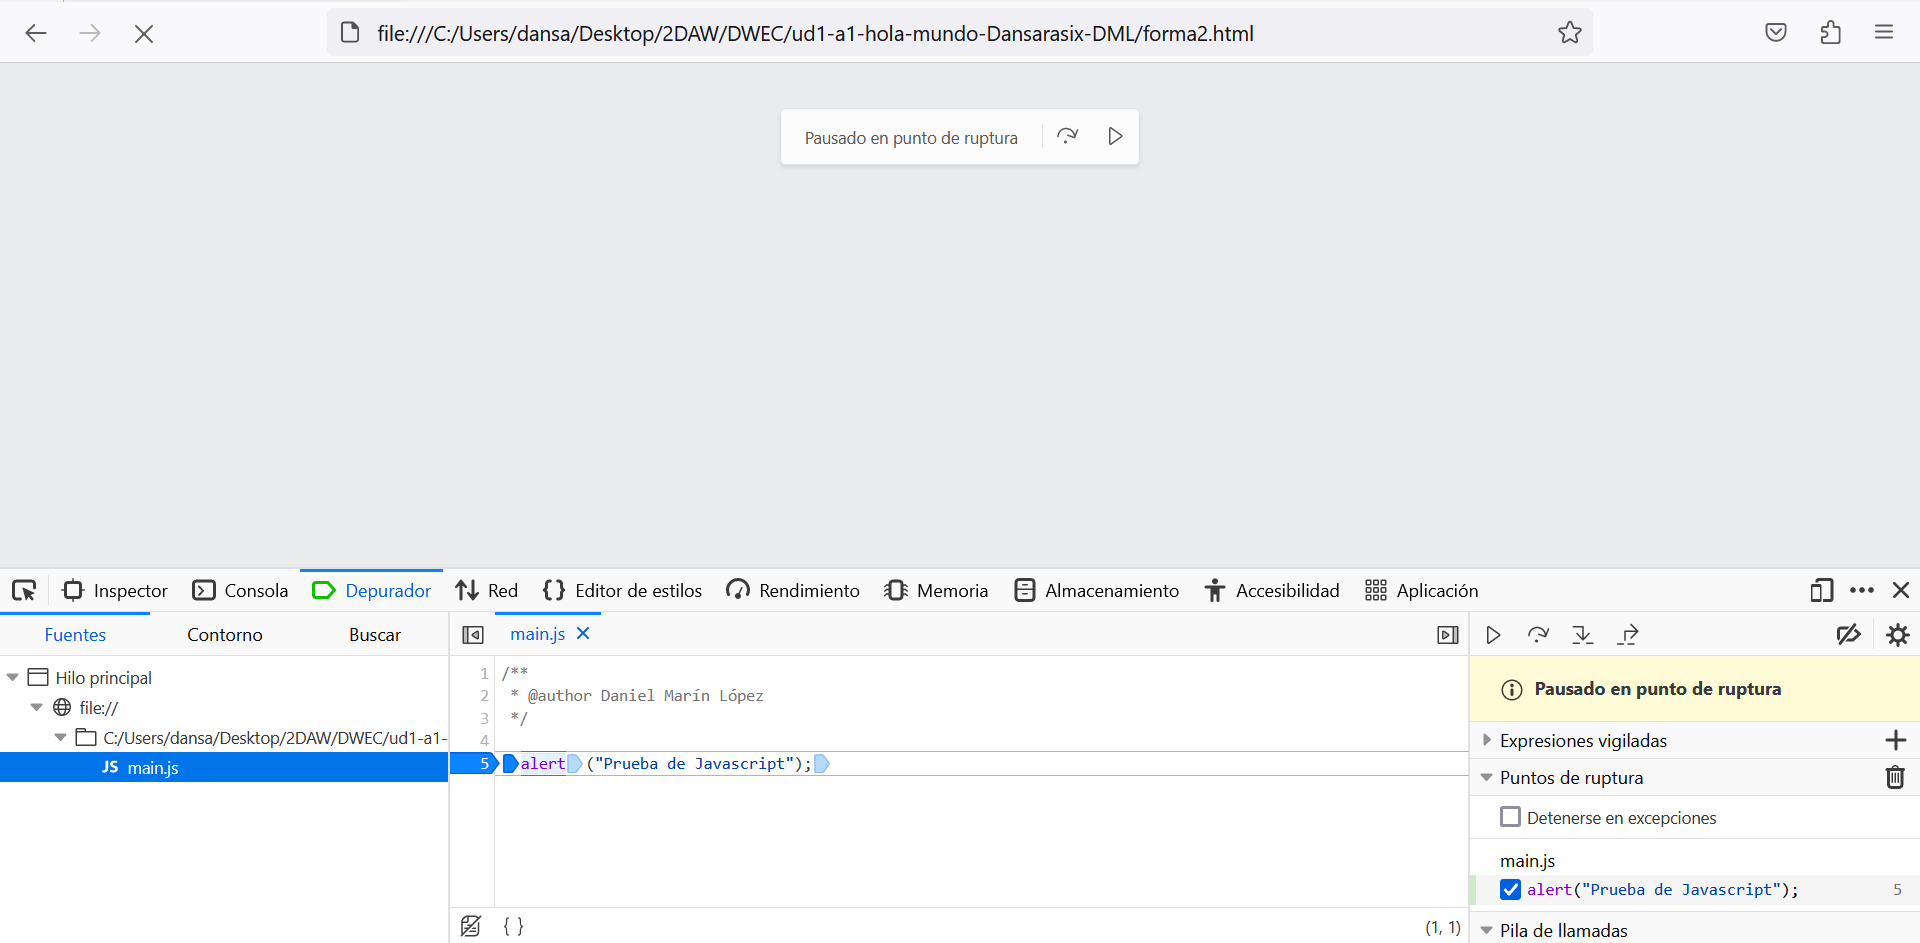 file:///C:/Users/dansa/Desktop/2DAW/DWEC/ud1-a1-hola-mundo-Dansarasix-DML/forma2.html
Pausado en punto de ruptura
Inspector Consola Depurador Red Editor de estilos Rendimiento Memoria Almacenamiento Accesibilidad Aplicación
Fuentes Contorno Buscar
Hilo principal
file://
C:/Users/dansa/Desktop/2DAW/DWEC/ud1-a1-
JS main.js
main.js
1 /**
2 * @author Daniel Marín López
3 */
4
5 alert("Prueba de Javascript");
{ } (1, 1)
Pausado en punto de ruptura
Expresiones vigiladas
Puntos de ruptura
Detenerse en excepciones
main.js
alert("Prueba de Javascript"); 5
Pila de llamadas